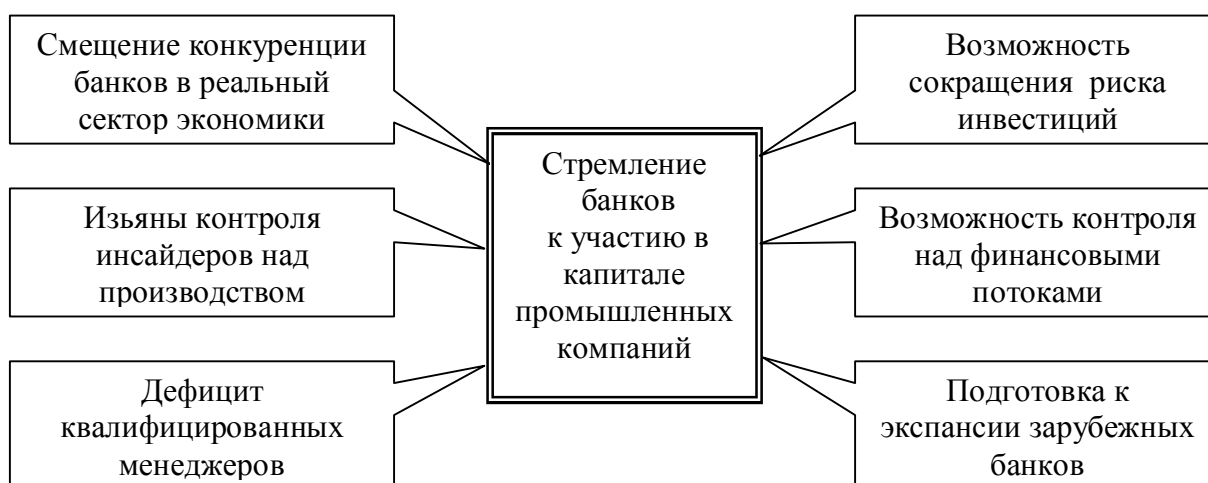 Смещение конкуренции
банков в реальный
сектор экономики
Изьяны контроля
инсайдеров над
производством
Дефицит
квалифицированных
менеджеров
Стремление
банков
к участию в
капитале
промышленных
компаний
Возможность
сокращения риска
инвестиций
Возможность контроля
над финансовыми
потоками
Подготовка к
экспансии зарубежных
банков